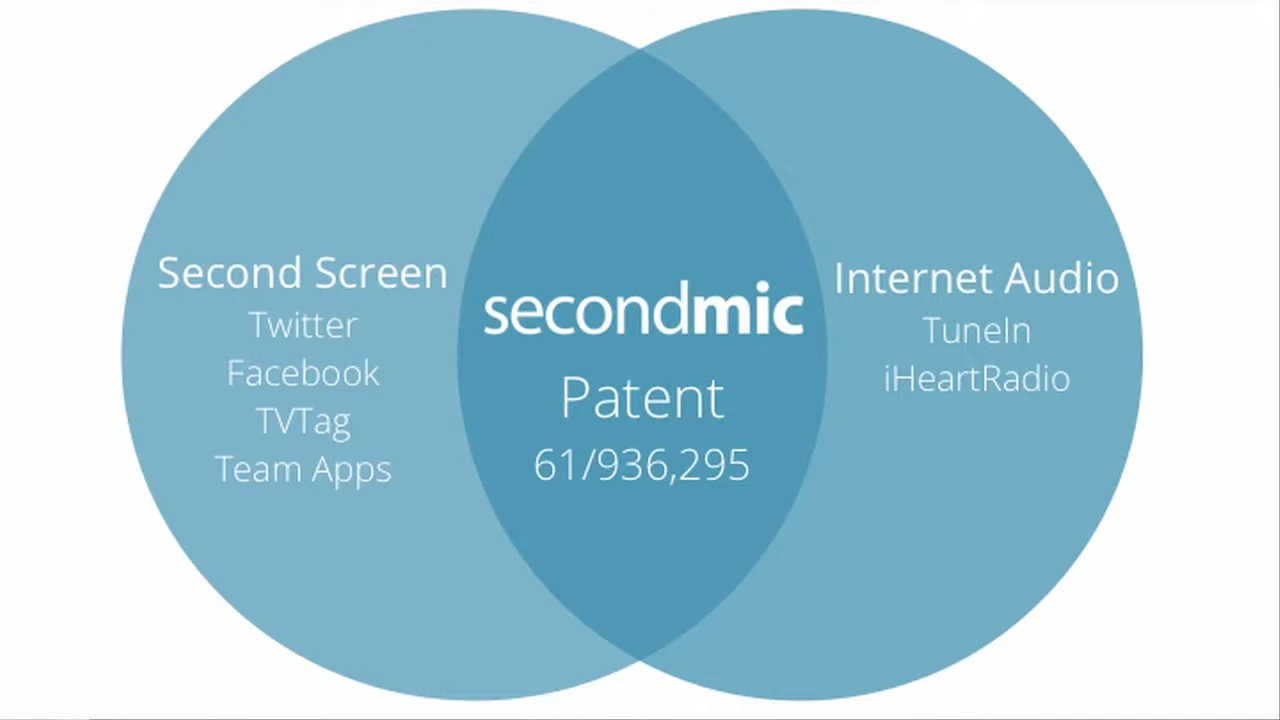 Second Screen
Twitter
Facebook
TVTag
Team Apps
secondmic
Patent
61/936,295
Internet Audio
TuneIn
iHeartRadio